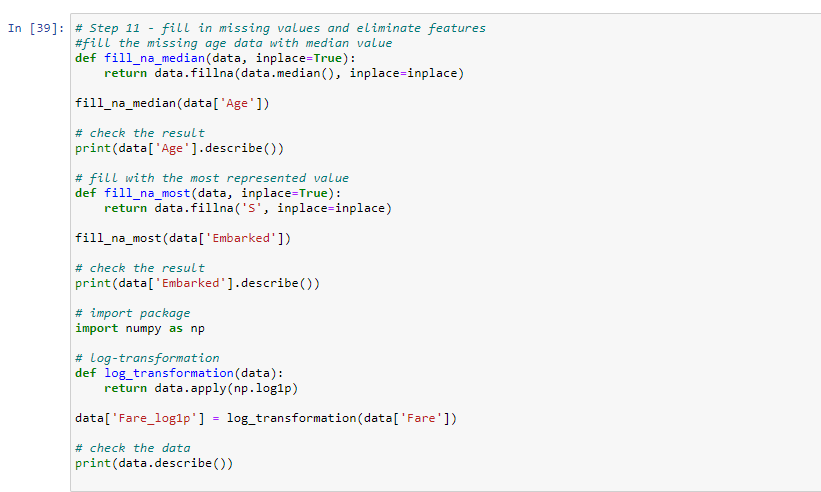 In [39]: # Step 11 - fill in missing values and eliminate features
#fill the missing age data with median value
def fill_na_median(data, inplace=True):
    return data.fillna(data.median(), inplace=inplace)
fill_na_median(data['Age'])
# check the result
print(data['Age'].describe())
# fill with the most represented value
def fill_na_most(data, inplace=True):
    return data.fillna('S', inplace=inplace)
fill_na_most(data['Embarked'])
# check the result
print(data['Embarked'].describe())
# import package
import numpy as np
# log-transformation
def log_transformation(data):
    return data.apply(np.log1p)
data['Fare_log1p'] = log_transformation(data['Fare'])
# check the data
print(data.describe())